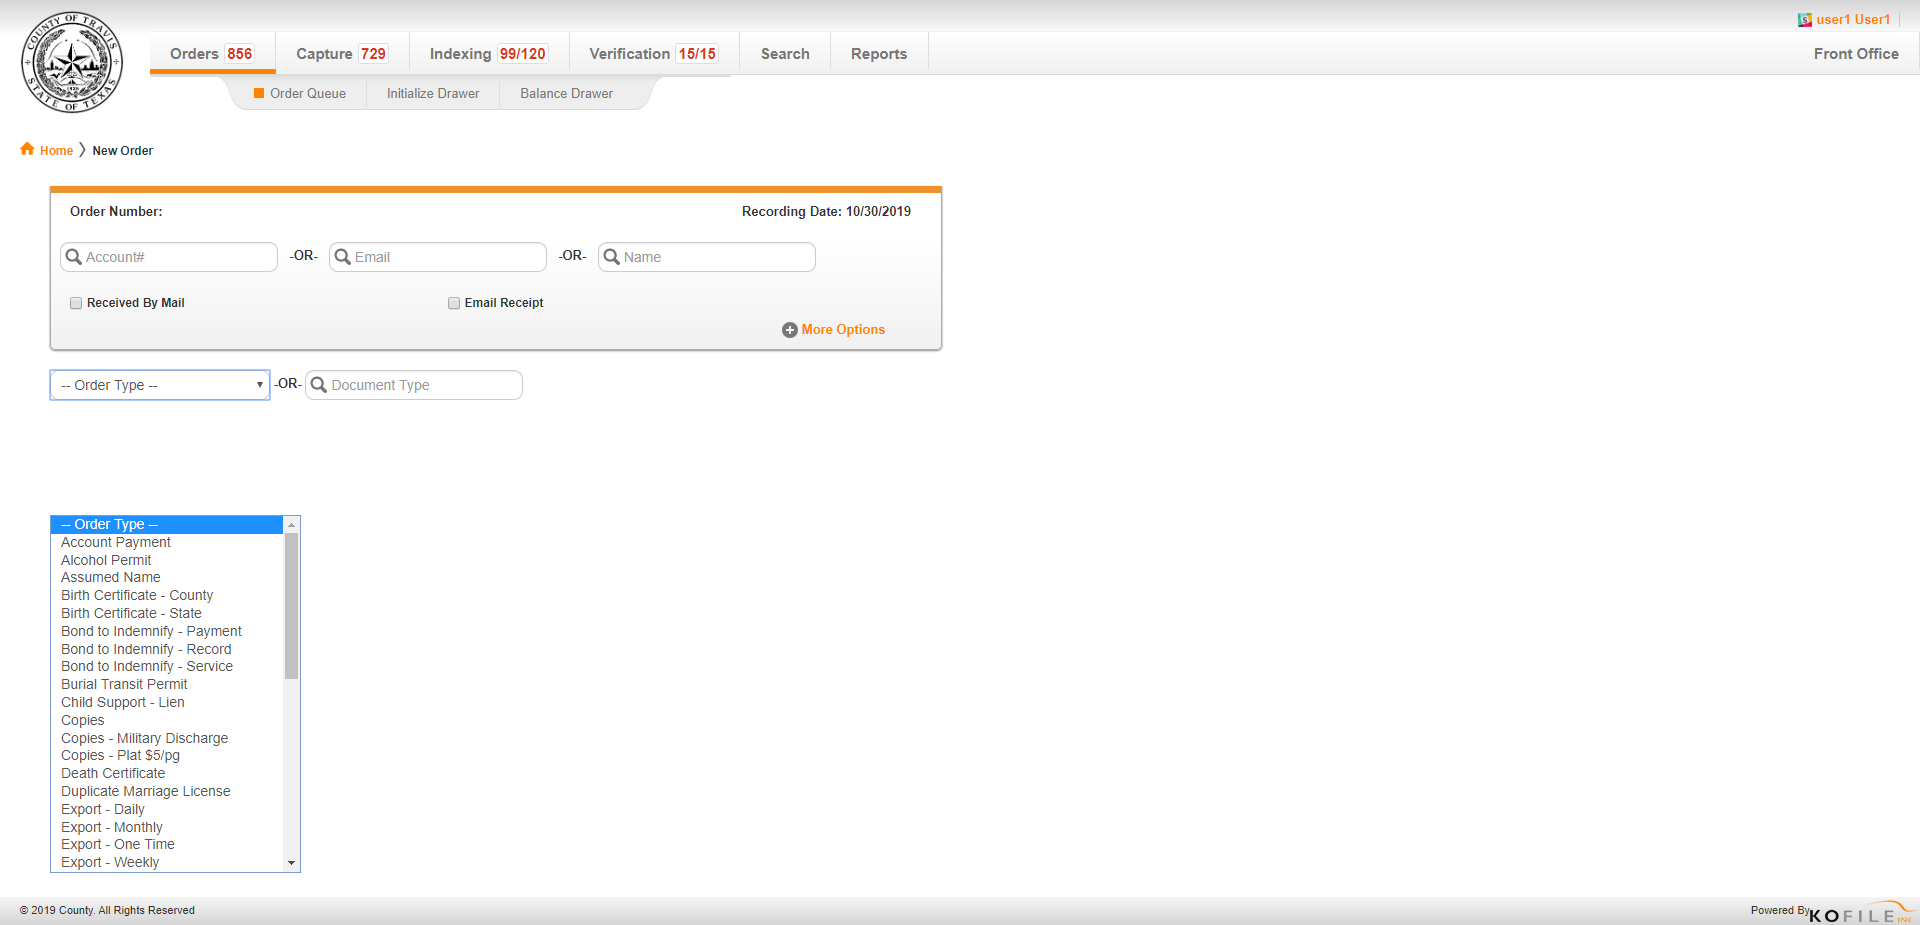 user1 User1
COUNTY OF TRAVIS
STATE OF TEXAS
Orders 856 Capture 729 Indexing 99/120 Verification 15/15 Search Reports Front Office
Order Queue Initialize Drawer Balance Drawer
Home New Order
Order Number: Recording Date: 10/30/2019
Account# -OR- Email -OR- Name
Received By Mail Email Receipt
More Options
-- Order Type -- -OR- Document Type
-- Order Type --
Account Payment
Alcohol Permit
Assumed Name
Birth Certificate - County
Birth Certificate - State
Bond to Indemnify - Payment
Bond to Indemnify - Record
Bond to Indemnify - Service
Burial Transit Permit
Child Support - Lien
Copies
Copies - Military Discharge
Copies - Plat $5/pg
Death Certificate
Duplicate Marriage License
Export - Daily
Export - Monthly
Export - One Time
Export - Weekly
© 2019 County. All Rights Reserved Powered By KOFILE INC.